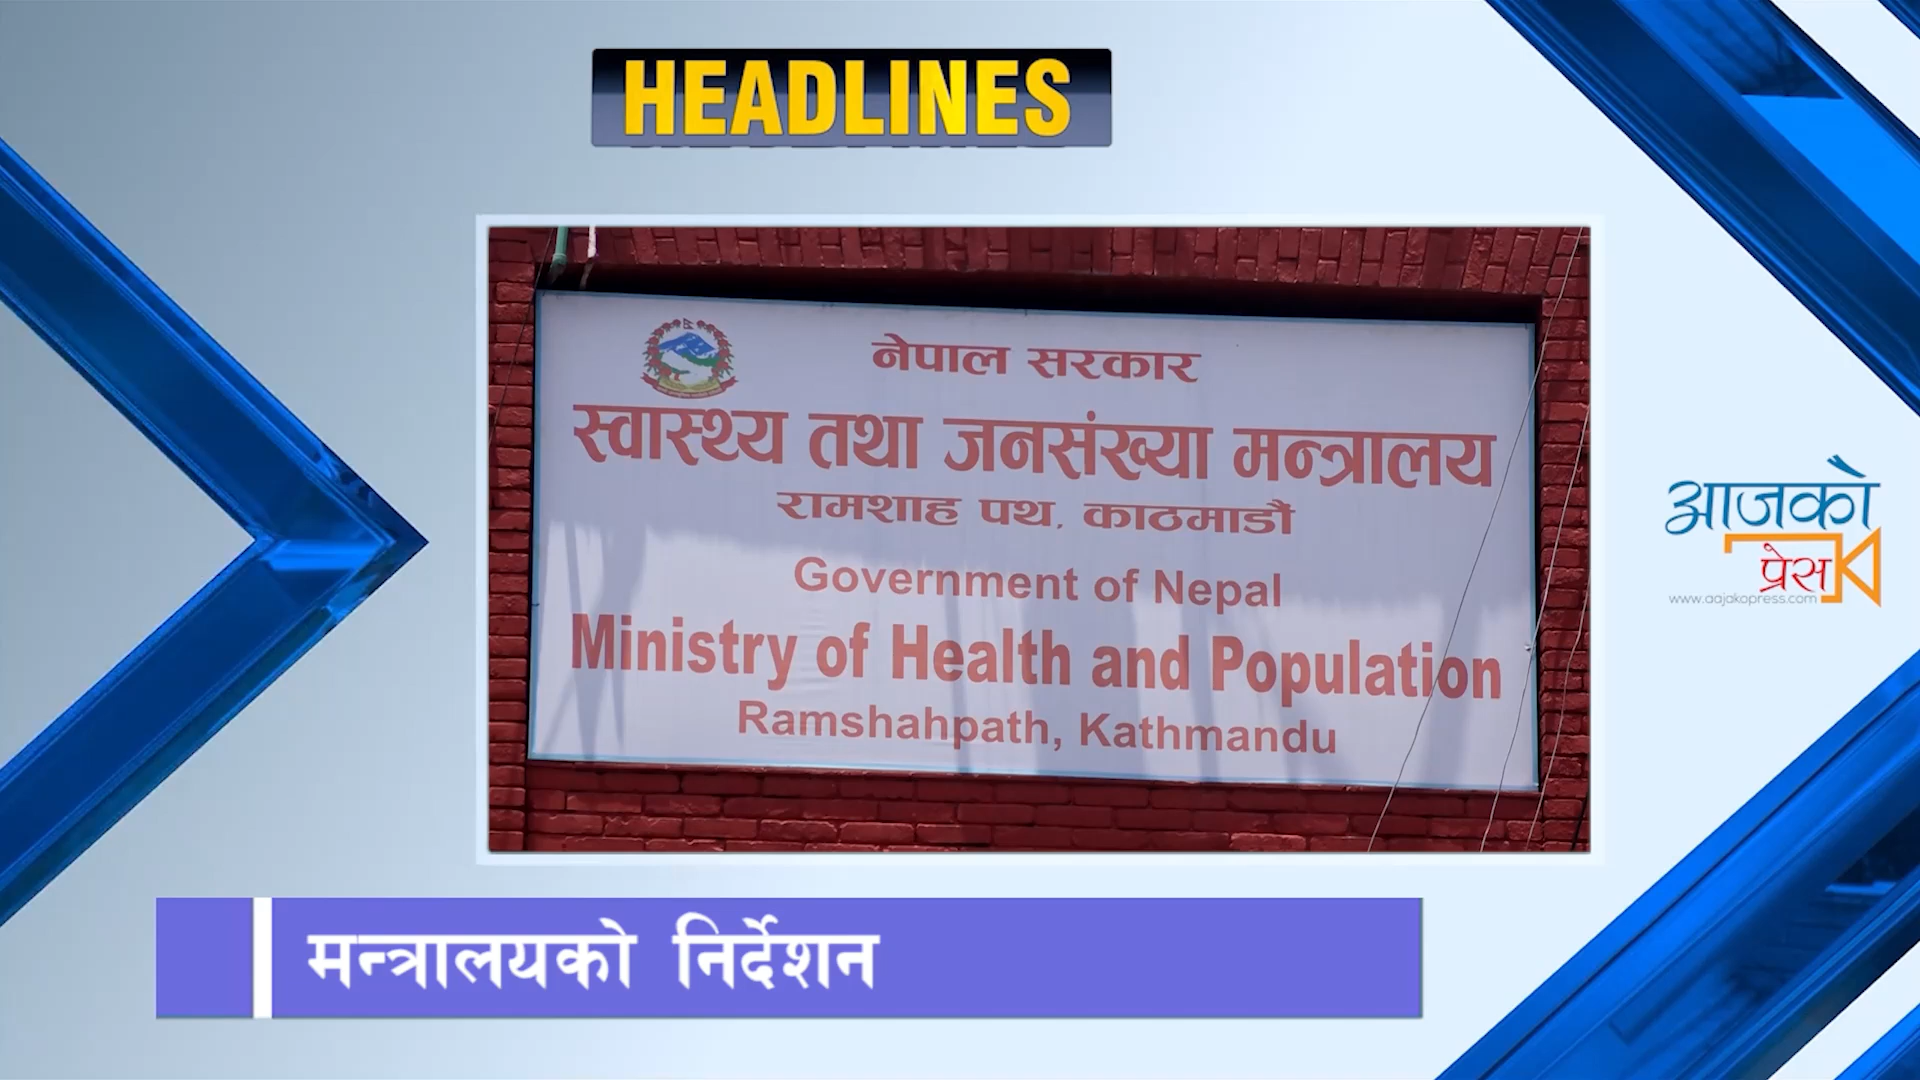 HEADLINES
नेपाल सरकार
स्वास्थ्य तथा जनसंख्या मन्त्रालय
रामशाह पथ, काठमाडौं
Government of Nepal
Ministry of Health and Population
Ramshahpath, Kathmandu
आजको
प्रेस
www.aajakopress.com
मन्त्रालयको निर्देशन